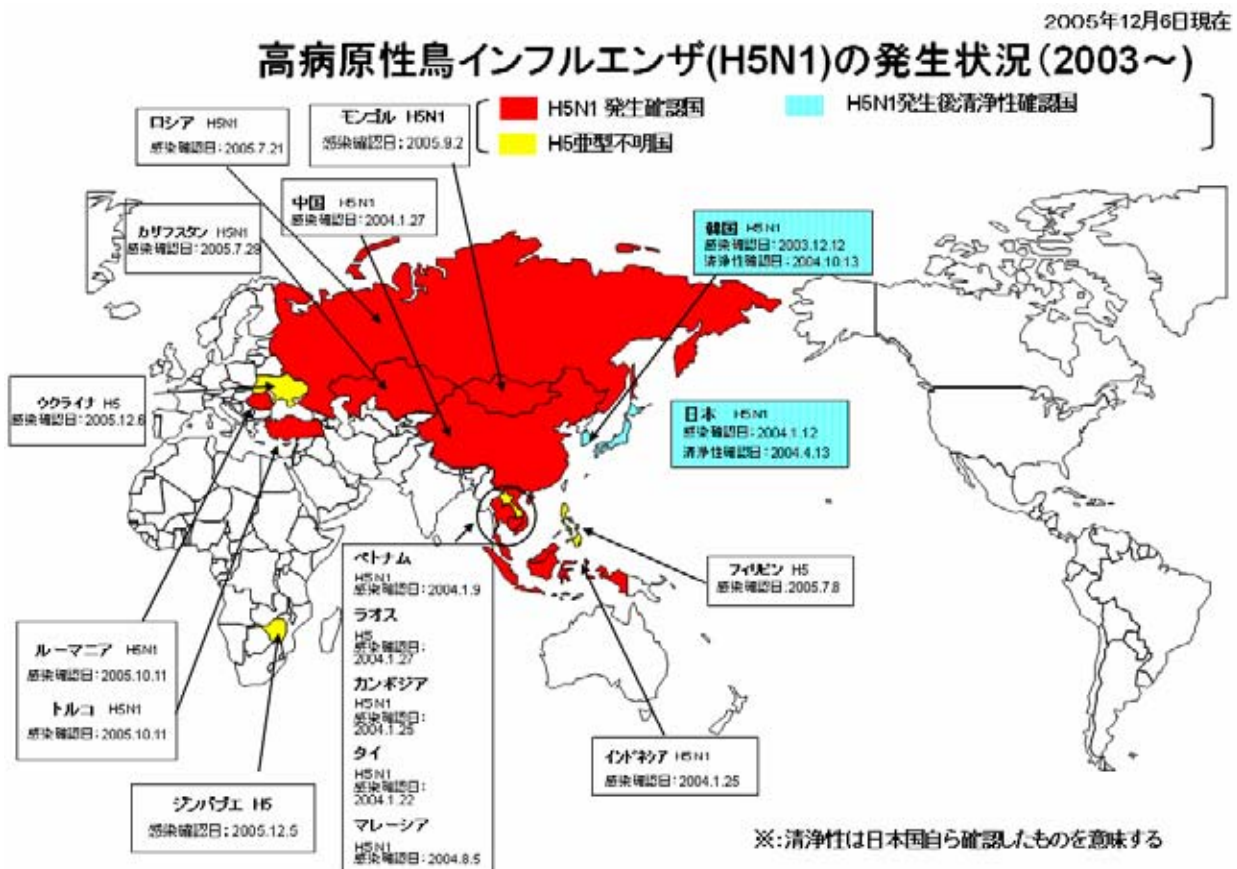 2005年12月6日現在
高病原性鳥インフルエンザ(H5N1)の発生状況(2003～)
H5N1 発生確認国
H5N1発生後清浄性確認国
H5亜型不明国
ロシア H5N1
感染確認日:2005.7.21
モンゴル H5N1
感染確認日:2005.9.2
中国 H5N1
感染確認日:2004.1.27
カザフスタン H5N1
感染確認日:2005.7.29
韓国 H5N1
感染確認日:2003.12.12
清浄性確認日:2004.10.13
ウクライナ H5
感染確認日:2005.12.6
日本 H5N1
感染確認日:2004.1.12
清浄性確認日:2004.4.13
ベトナム
H5N1
感染確認日:2004.1.9
ラオス
H5
感染確認日:
2004.1.27
カンボジア
H5N1
感染確認日:
2004.1.25
タイ
H5N1
感染確認日:
2004.1.22
マレーシア
H5N1
感染確認日:2004.8.5
フィリピン H5
感染確認日:2005.7.8
ルーマニア H5N1
感染確認日:2005.10.11
トルコ H5N1
感染確認日:2005.10.11
インドネシア H5N1
感染確認日:2004.1.25
ジンバブエ H5
感染確認日:2005.12.5
※:清浄性は日本国自ら確認したものを意味する